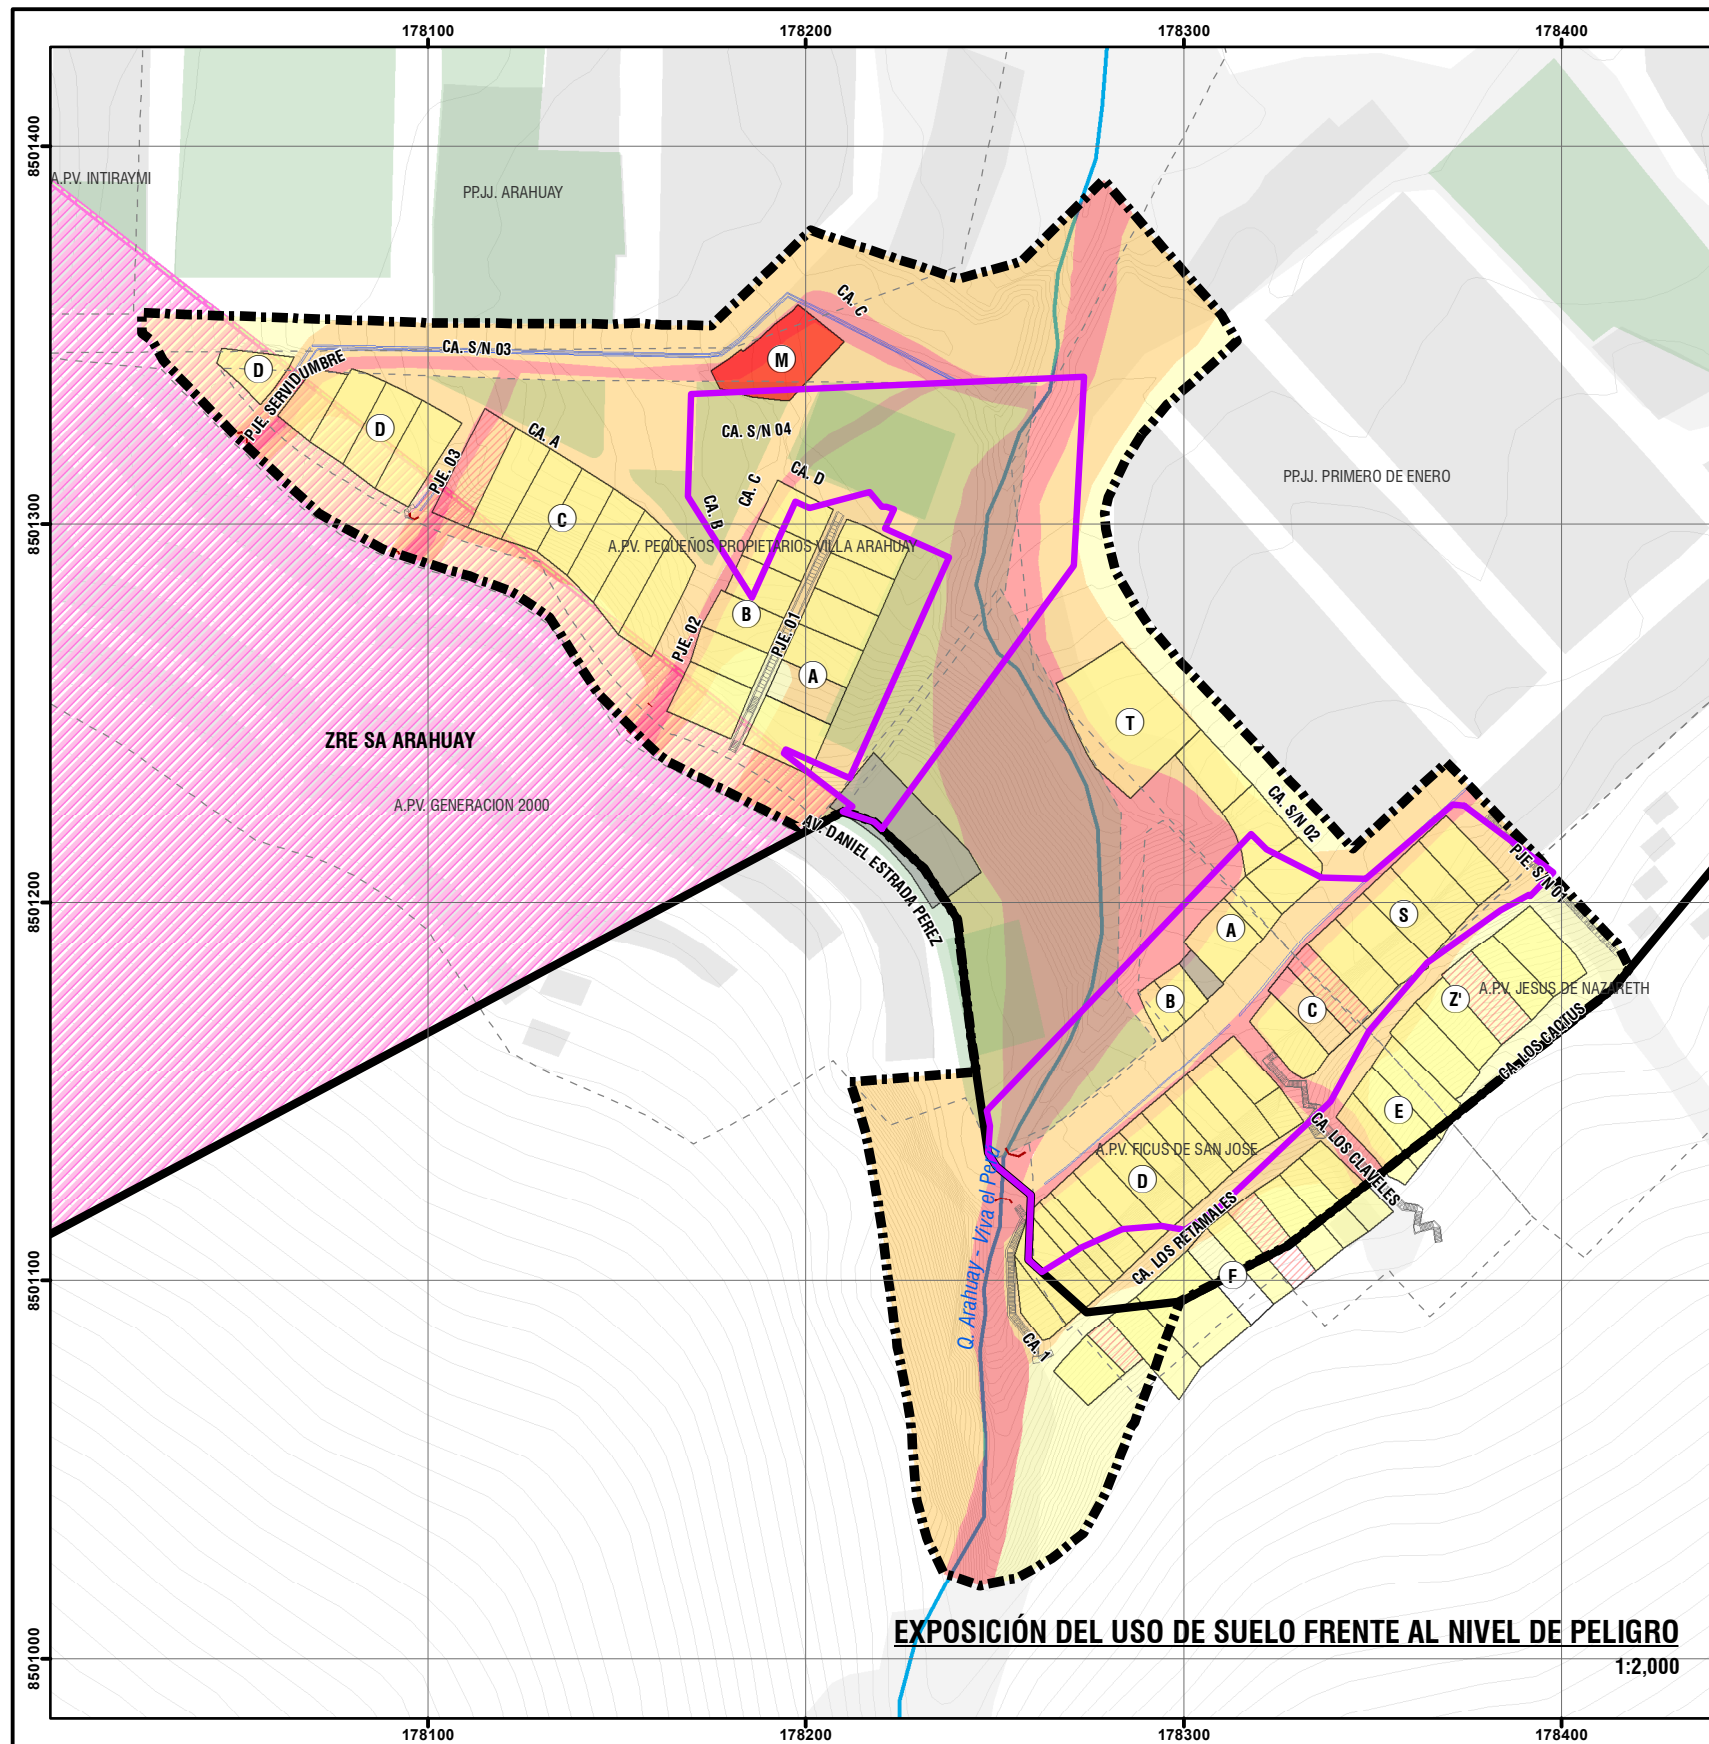 178100
178200
178300
178400
8501400
A.P.V. INTIRAYMI
PP.JJ. ARAHUAY
CA. C
CA. S/N 03
M
D
PJE. SERVIDUMBRE
D
CA. A
CA. S/N 04
PJE. 03
CA. D
CA. C
CA. B
PP.JJ. PRIMERO DE ENERO
8501300
C
A.P.V. PEQUEÑOS PROPIETARIOS VILLA ARAHUAY
B
PJE. 01
PJE. 02
A
T
ZRE SA ARAHUAY
A.P.V. GENERACION 2000
CA. S/N 02
AV. DANIEL ESTRADA PEREZ
PJE. S/N 01
8501200
S
A
A.P.V. JESUS DE NAZARETH
B
Z'
C
CA. LOS CACTUS
E
CA. LOS CLAVELES
A.P.V. FICUS DE SAN JOSE
D
Q. Arahuay - Viva el Perú
CA. LOS RETAMALES
8501100
F
CA. 1
EXPOSICIÓN DEL USO DE SUELO FRENTE AL NIVEL DE PELIGRO
1:2,000
8501000
178100
178200
178300
178400